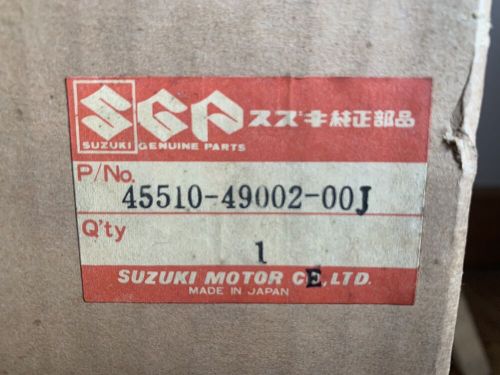 SGP スズキ純正部品
SUZUKI GENUINE PARTS
P/No.
45510-49002-00J
Q'ty
1
SUZUKI MOTOR CE,LTD.
MADE IN JAPAN